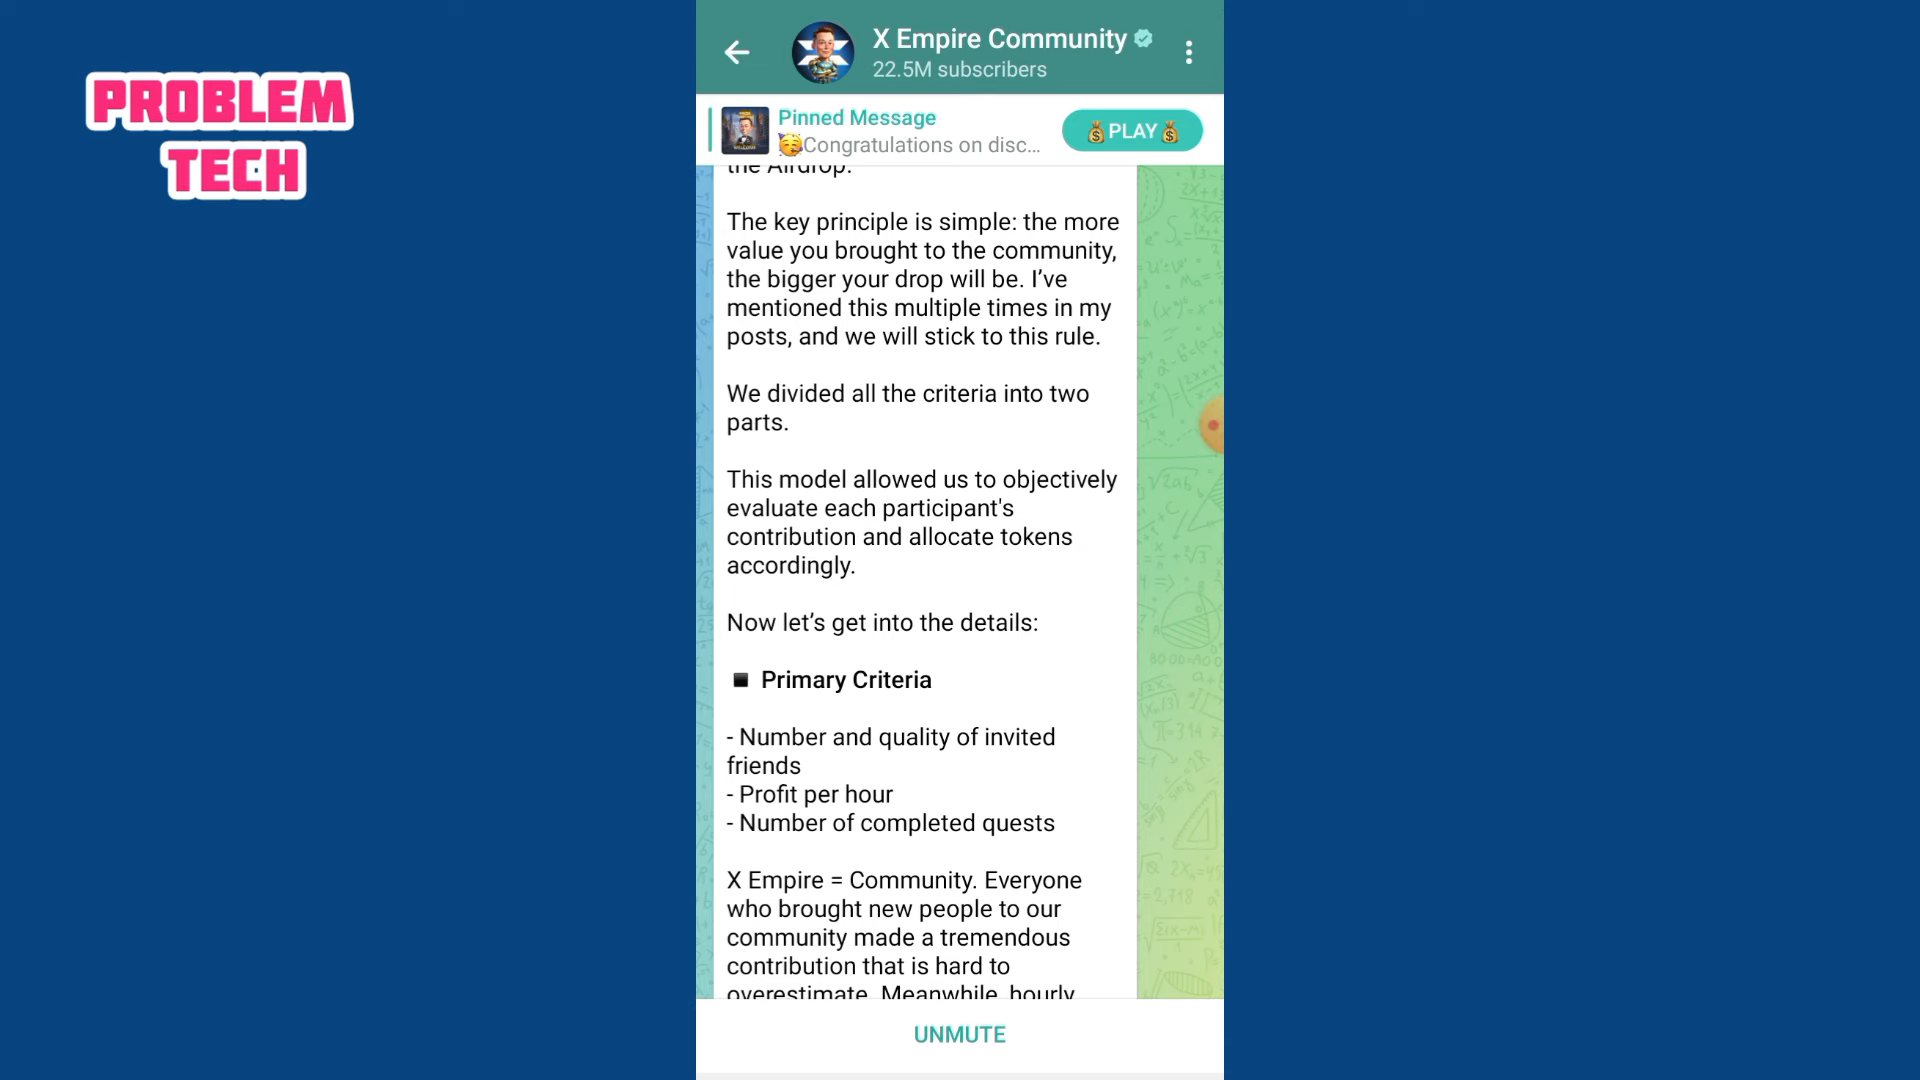 PROBLEM
TECH
X Empire Community
22.5M subscribers
Pinned Message
🥳Congratulations on disc...
💰PLAY💰
the Airdrop.
The key principle is simple: the more
value you brought to the community,
the bigger your drop will be. I’ve
mentioned this multiple times in my
posts, and we will stick to this rule.
We divided all the criteria into two
parts.
This model allowed us to objectively
evaluate each participant's
contribution and allocate tokens
accordingly.
Now let’s get into the details:
▪️ Primary Criteria
- Number and quality of invited
friends
- Profit per hour
- Number of completed quests
X Empire = Community. Everyone
who brought new people to our
community made a tremendous
contribution that is hard to
overestimate. Meanwhile, hourly
UNMUTE